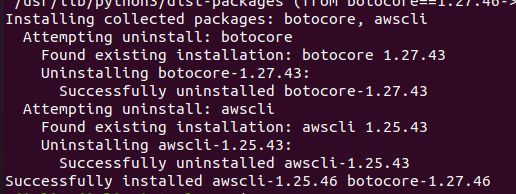 /usr/lib/python3/dist-packages (from botocore==1.27.46->
Installing collected packages: botocore, awscli
Attempting uninstall: botocore
Found existing installation: botocore 1.27.43
Uninstalling botocore-1.27.43:
Successfully uninstalled botocore-1.27.43
Attempting uninstall: awscli
Found existing installation: awscli 1.25.43
Uninstalling awscli-1.25.43:
Successfully uninstalled awscli-1.25.43
Successfully installed awscli-1.25.46 botocore-1.27.46